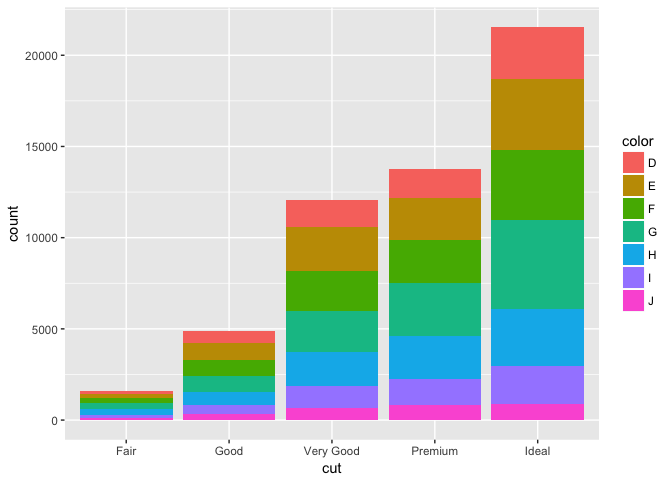 20000
15000
10000
5000
0
count
Fair Good Very Good Premium Ideal
cut
color
D
E
F
G
H
I
J